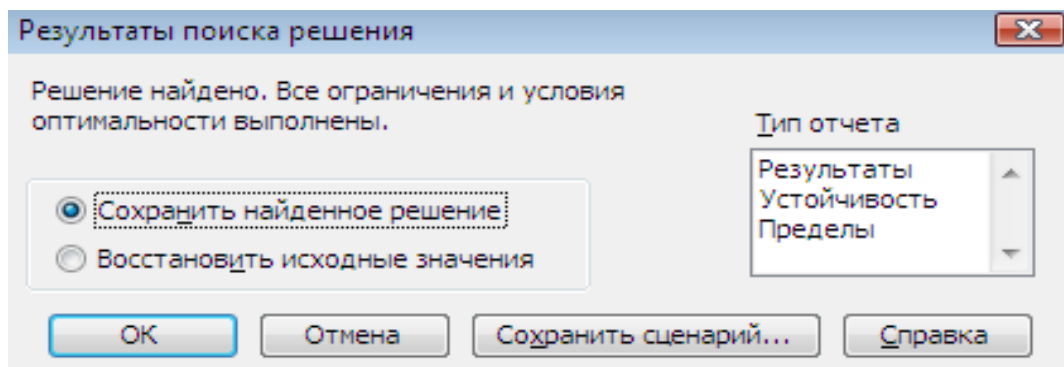 Результаты поиска решения
Решение найдено. Все ограничения и условия
оптимальности выполнены.
Тип отчета
Результаты
Устойчивость
Пределы
Сохранить найденное решение
Восстановить исходные значения
ОК
Отмена
Сохранить сценарий...
Справка